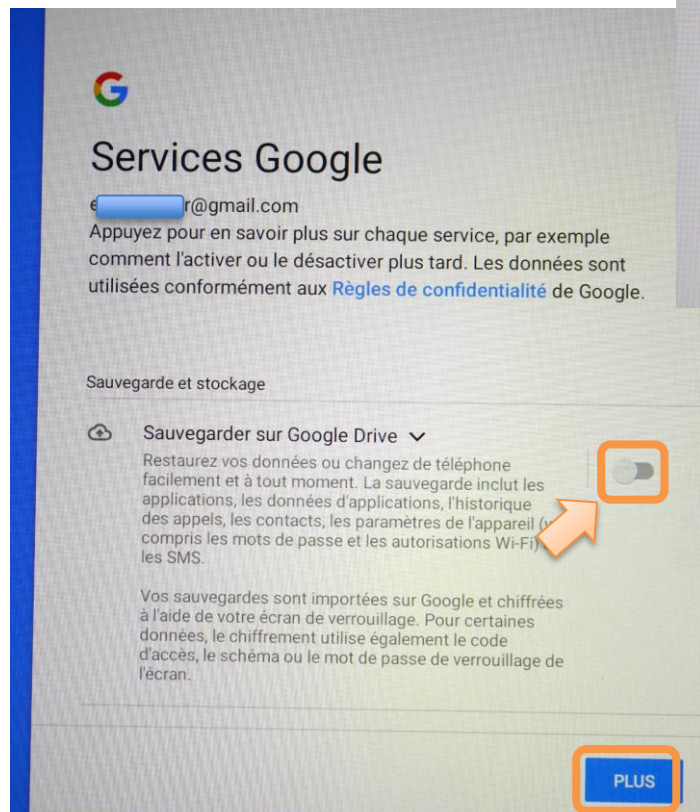 Services Google
r@gmail.com
Appuyez pour en savoir plus sur chaque service, par exemple
comment l'activer ou le désactiver plus tard. Les données sont
utilisées conformément aux Règles de confidentialité de Google.
Sauvegarde et stockage
Sauvegarder sur Google Drive
Restaurez vos données ou changez de téléphone
facilement et à tout moment. La sauvegarde inclut les
applications, les données d'applications, l'historique
des appels, les contacts, les paramètres de l'appareil (
compris les mots de passe et les autorisations Wi-Fi)
les SMS.
Vos sauvegardes sont importées sur Google et chiffrées
à l'aide de votre écran de verrouillage. Pour certaines
données, le chiffrement utilise également le code
d'accès, le schéma ou le mot de passe de verrouillage de
l'écran.
PLUS